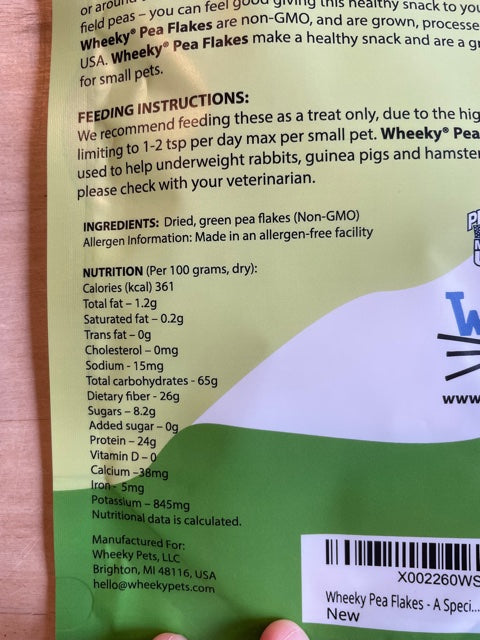 or around
field peas – you can feel good giving this healthy snack to you
Wheeky® Pea Flakes are non-GMO, and are grown, processe
USA. Wheeky® Pea Flakes make a healthy snack and are a gr
for small pets.
FEEDING INSTRUCTIONS:
We recommend feeding these as a treat only, due to the hig
limiting to 1-2 tsp per day max per small pet. Wheeky® Pea
used to help underweight rabbits, guinea pigs and hamster
please check with your veterinarian.
INGREDIENTS: Dried, green pea flakes (Non-GMO)
Allergen Information: Made in an allergen-free facility
NUTRITION (Per 100 grams, dry):
Calories (kcal) 361
Total fat – 1.2g
Saturated fat – 0.2g
Trans fat – 0g
Cholesterol – 0mg
Sodium - 15mg
Total carbohydrates - 65g
Dietary fiber - 26g
Sugars – 8.2g
Added sugar – 0g
Protein – 24g
Vitamin D – 0
Calcium –38mg
Iron - 5mg
Potassium – 845mg
Nutritional data is calculated.
W
www.
Manufactured For:
Wheeky Pets, LLC
Brighton, MI 48116, USA
hello@wheekypets.com
X002260WS
Wheeky Pea Flakes - A Speci...
New